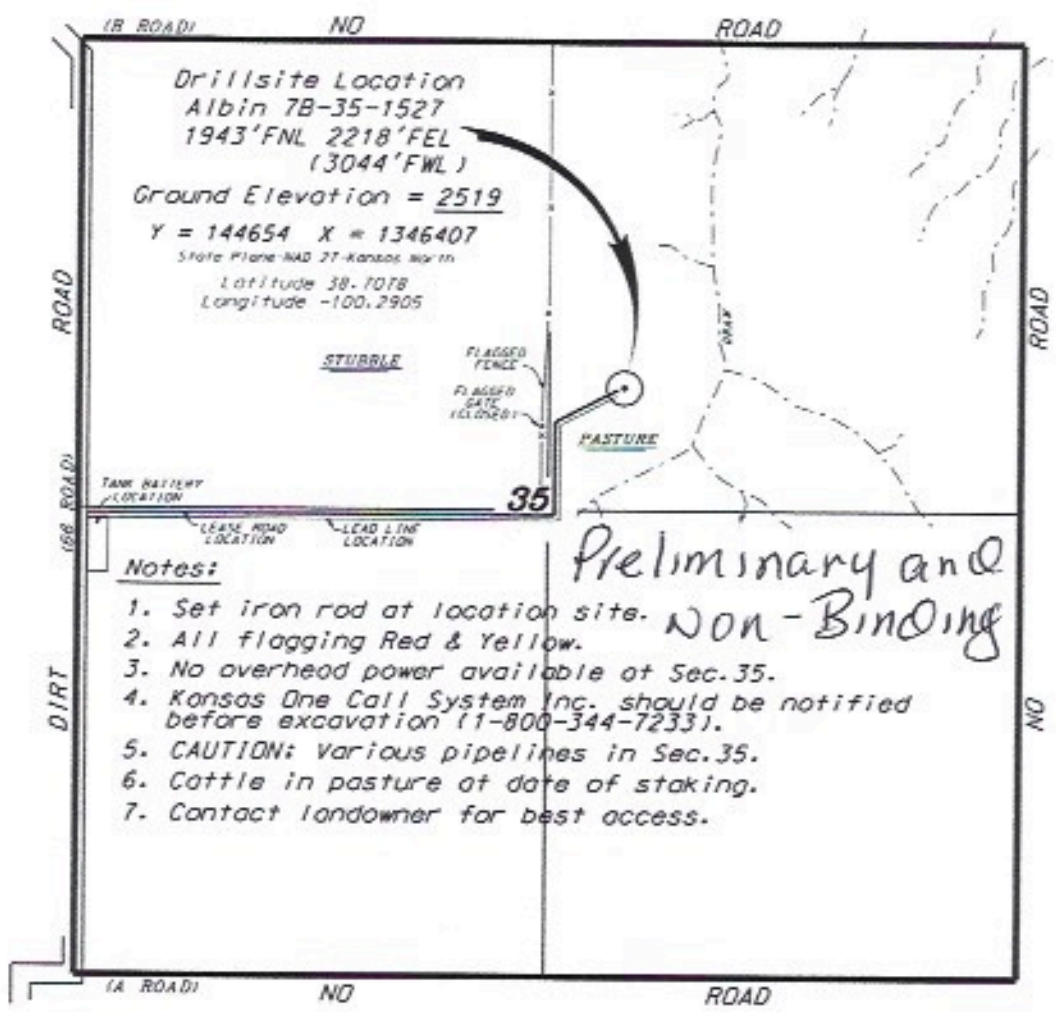 (B ROAD) NO ROAD
Drillsite Location
Albin 7B-35-1527
1943'FNL 2218'FEL
(3044'FWL)
Ground Elevation = 2519
Y = 144654 X = 1346407
State Plane-NAD 27-Kansas North
Latitude 38.7078
Longitude -100.2905
ROAD
ROAD
DRAW
STUBBLE
FLAGGED
FENCE
FLAGGED
GATE
(CLOSED)
PASTURE
(66 ROAD)
TANK BATTERY
LOCATION
35
LEASE ROAD
LOCATION
LEAD LINE
LOCATION
Preliminary and
Non-Binding
Notes:
1. Set iron rod at location site.
2. All flagging Red & Yellow.
3. No overhead power available at Sec.35.
4. Kansas One Call System Inc. should be notified
before excavation (1-800-344-7233).
5. CAUTION: Various pipelines in Sec.35.
6. Cattle in pasture at date of staking.
7. Contact landowner for best access.
DIRT
NO
(A ROAD) NO ROAD